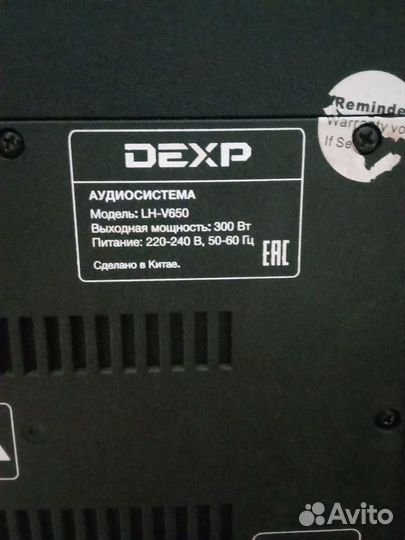 Reminde
Warranty vo
If Se
DEXP
АУДИОСИСТЕМА
Модель: LH-V650
Выходная мощность: 300 Вт
Питание: 220-240 В, 50-60 Гц
Сделано в Китае.
EAC
Avito